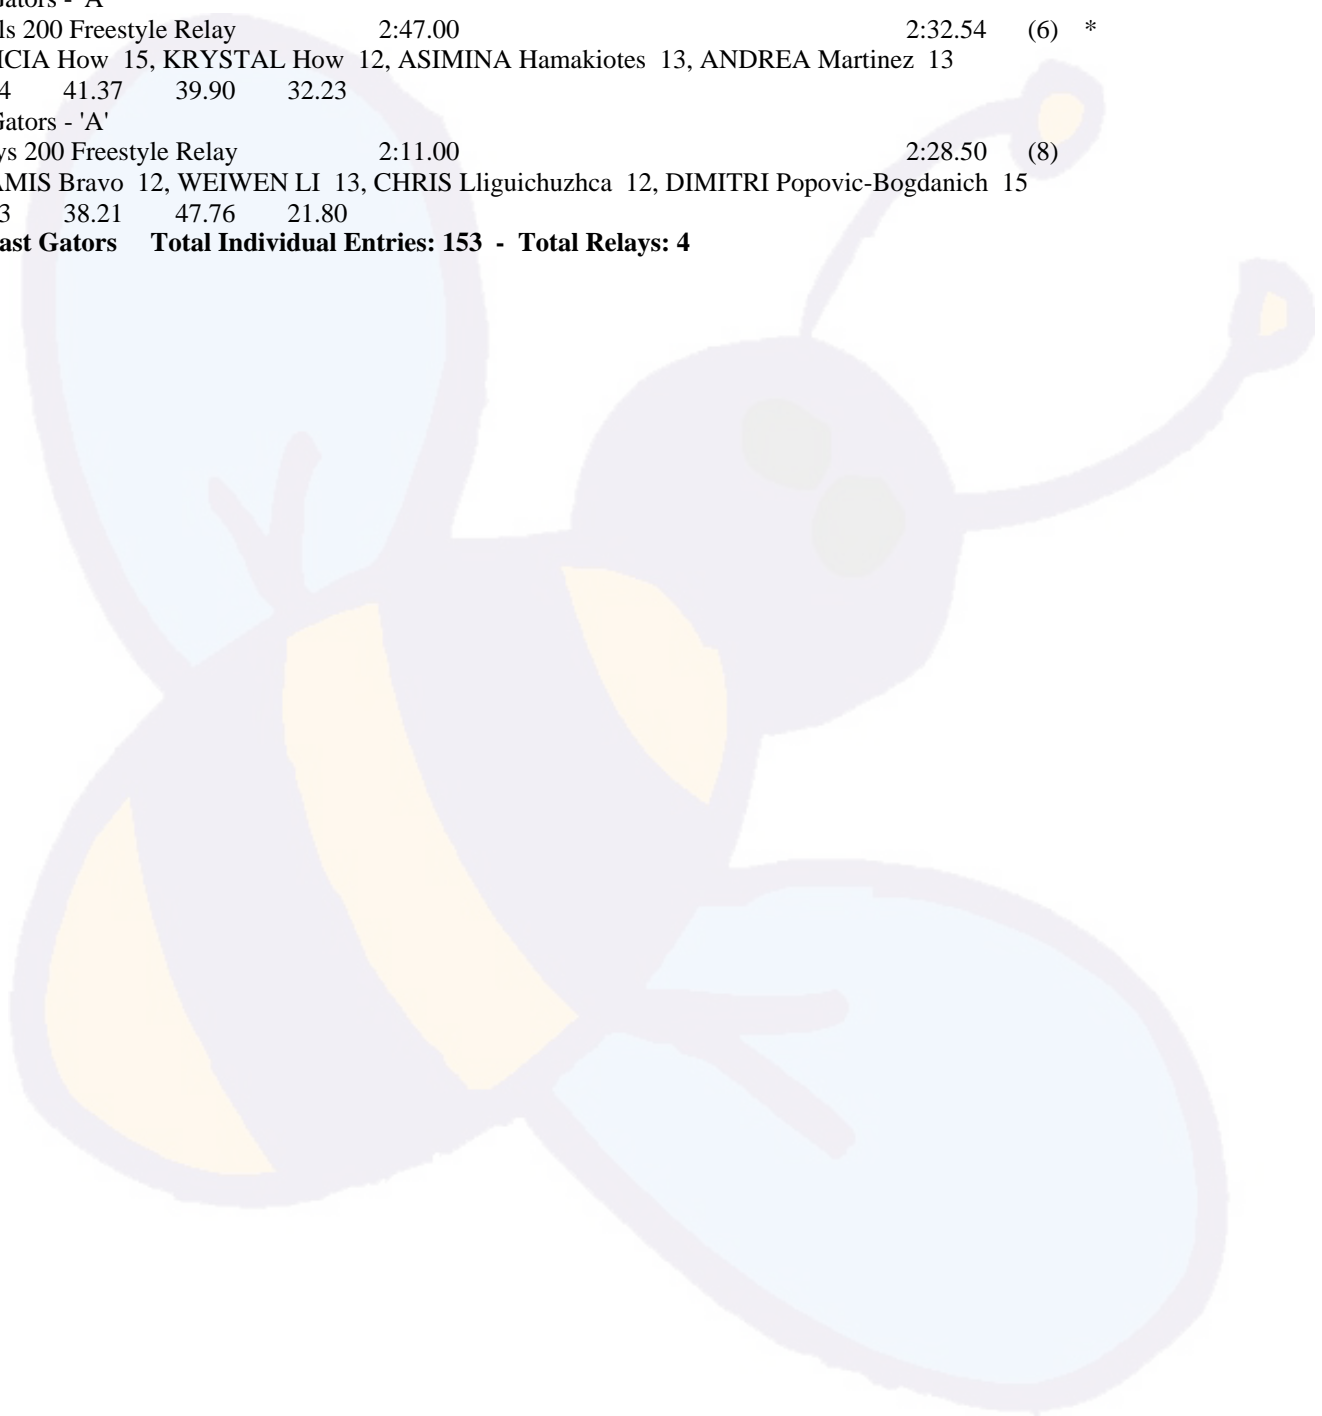 Gators - 'A'
ls 200 Freestyle Relay 2:47.00 2:32.54 (6) *
ICIA How 15, KRYSTAL How 12, ASIMINA Hamakiotes 13, ANDREA Martinez 13
4 41.37 39.90 32.23
Gators - 'A'
ys 200 Freestyle Relay 2:11.00 2:28.50 (8)
AMIS Bravo 12, WEIWEN LI 13, CHRIS Lliguichuzhca 12, DIMITRI Popovic-Bogdanich 15
3 38.21 47.76 21.80
ast Gators Total Individual Entries: 153 - Total Relays: 4